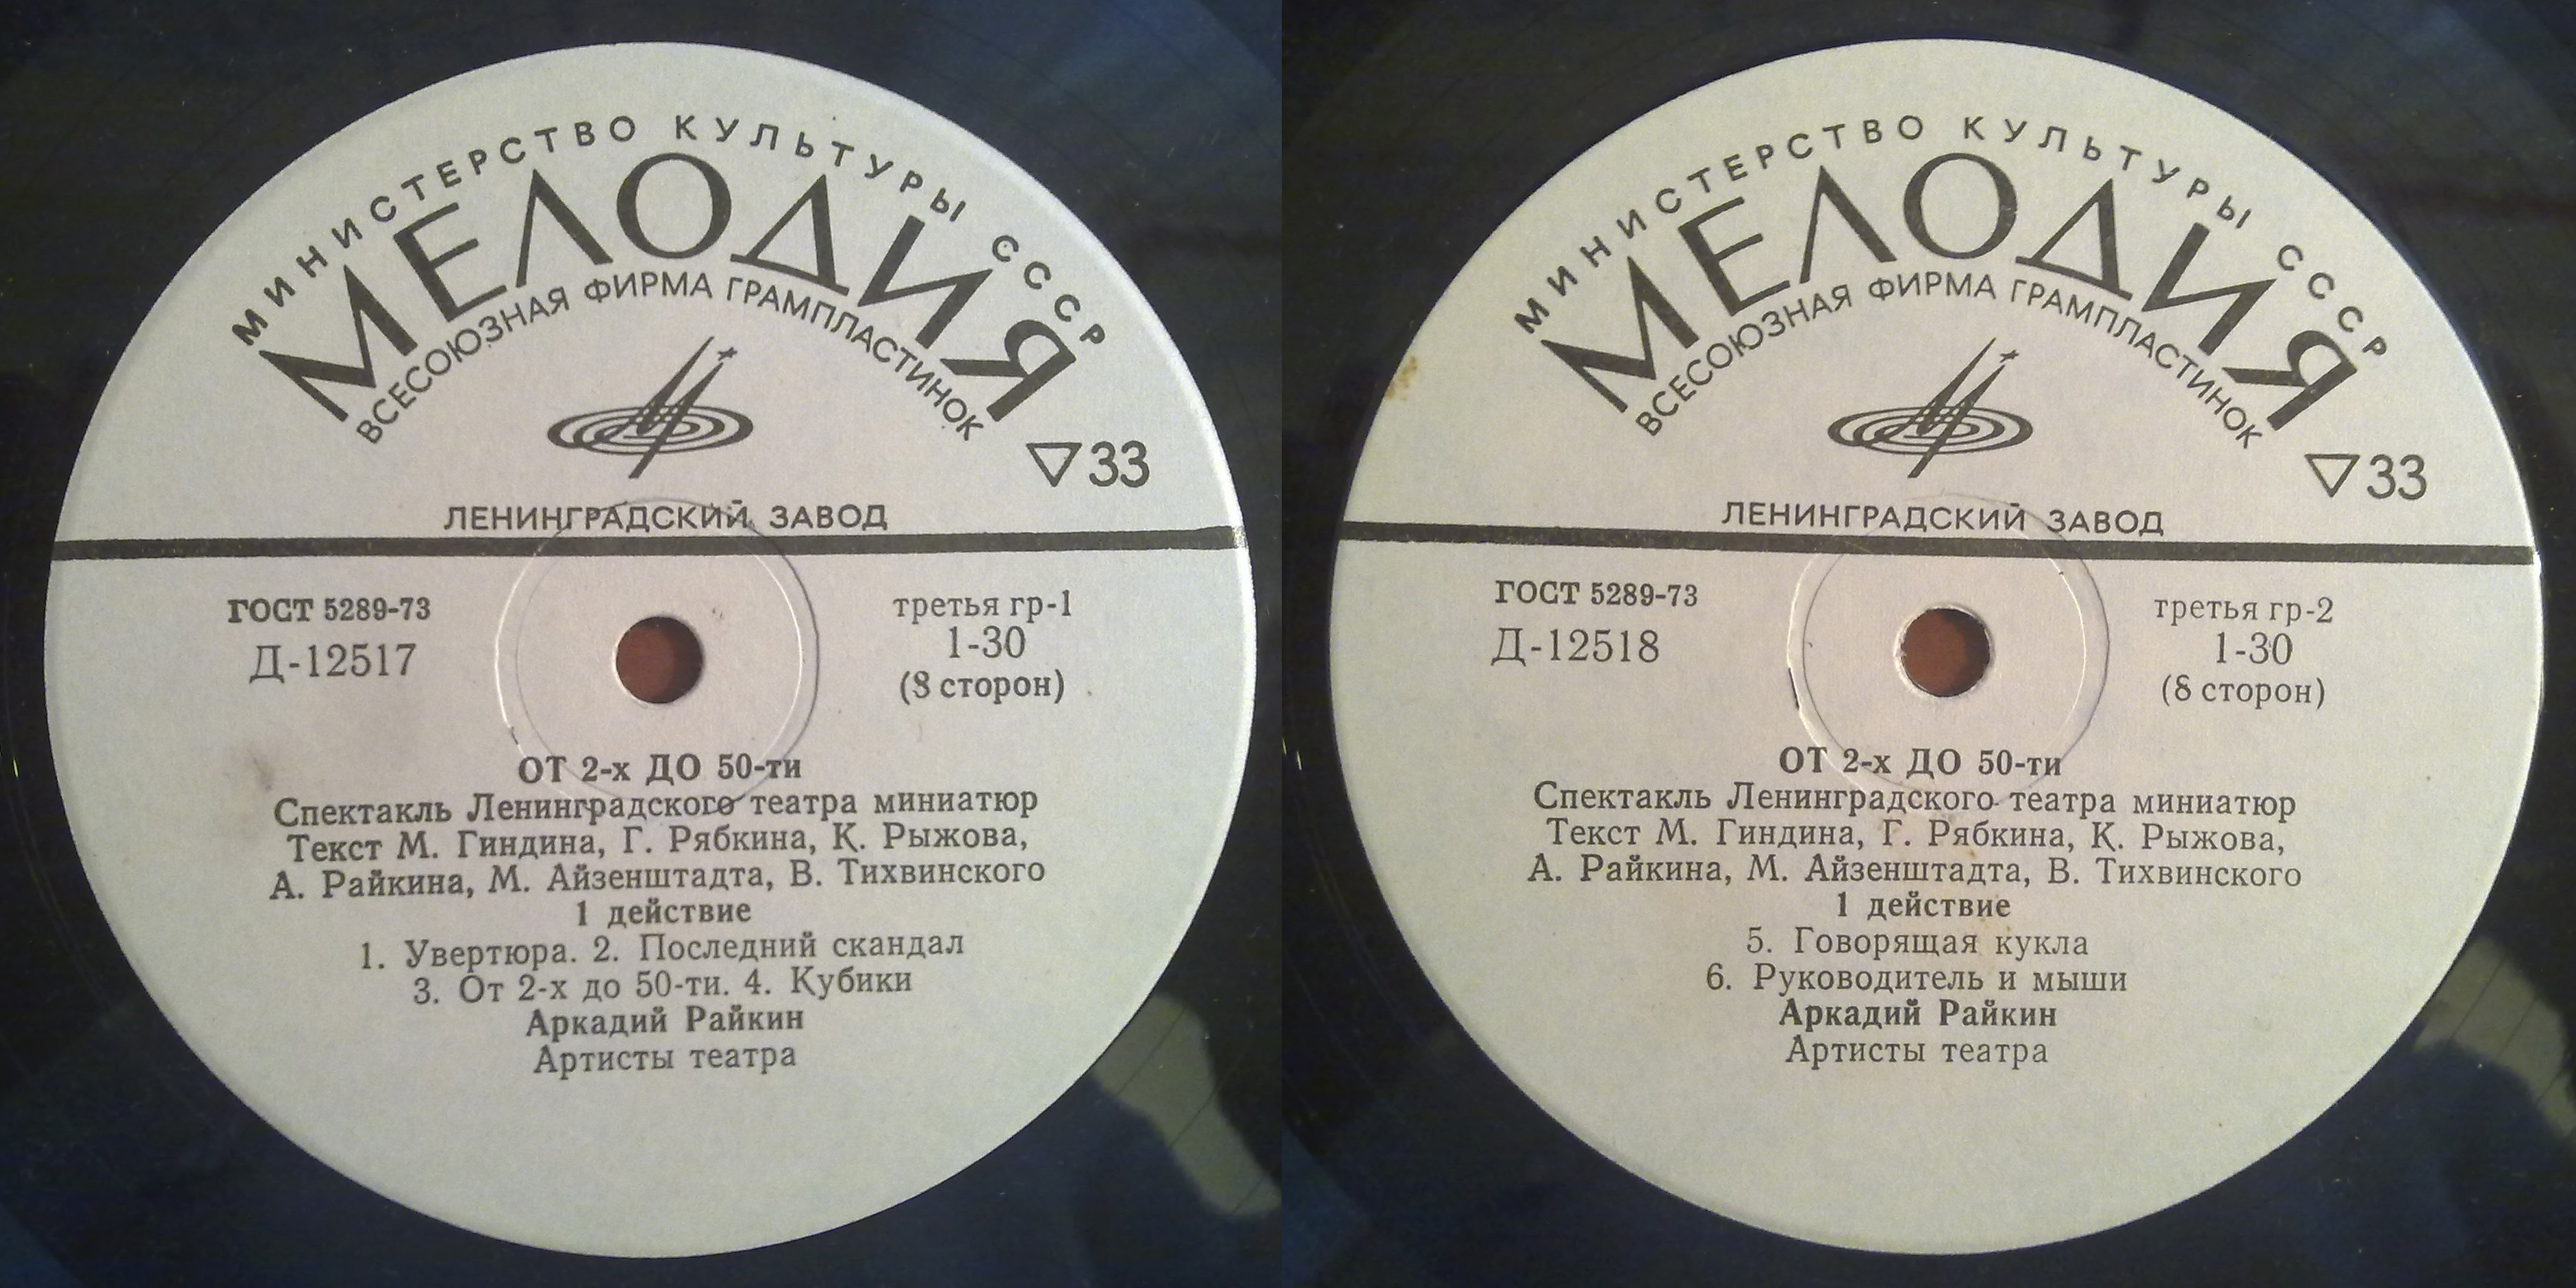 МИНИСТЕРСТВО КУЛЬТУРЫ СССР
МЕЛОДИЯ
ВСЕСОЮЗНАЯ ФИРМА ГРАМПЛАСТИНОК
▽33
ЛЕНИНГРАДСКИЙ ЗАВОД
ГОСТ 5289-73
Д-12517
третья гр-1
1-30
(8 сторон)
ОТ 2-х ДО 50-ти
Спектакль Ленинградского театра миниатюр
Текст М. Гиндина, Г. Рябкина, К. Рыжова,
А. Райкина, М. Айзенштадта, В. Тихвинского
1 действие
1. Увертюра. 2. Последний скандал
3. От 2-х до 50-ти. 4. Кубики
Аркадий Райкин
Артисты театра
МИНИСТЕРСТВО КУЛЬТУРЫ СССР
МЕЛОДИЯ
ВСЕСОЮЗНАЯ ФИРМА ГРАМПЛАСТИНОК
▽33
ЛЕНИНГРАДСКИЙ ЗАВОД
ГОСТ 5289-73
Д-12518
третья гр-2
1-30
(8 сторон)
ОТ 2-х ДО 50-ти
Спектакль Ленинградского театра миниатюр
Текст М. Гиндина, Г. Рябкина, К. Рыжова,
А. Райкина, М. Айзенштадта, В. Тихвинского
1 действие
5. Говорящая кукла
6. Руководитель и мыши
Аркадий Райкин
Артисты театра